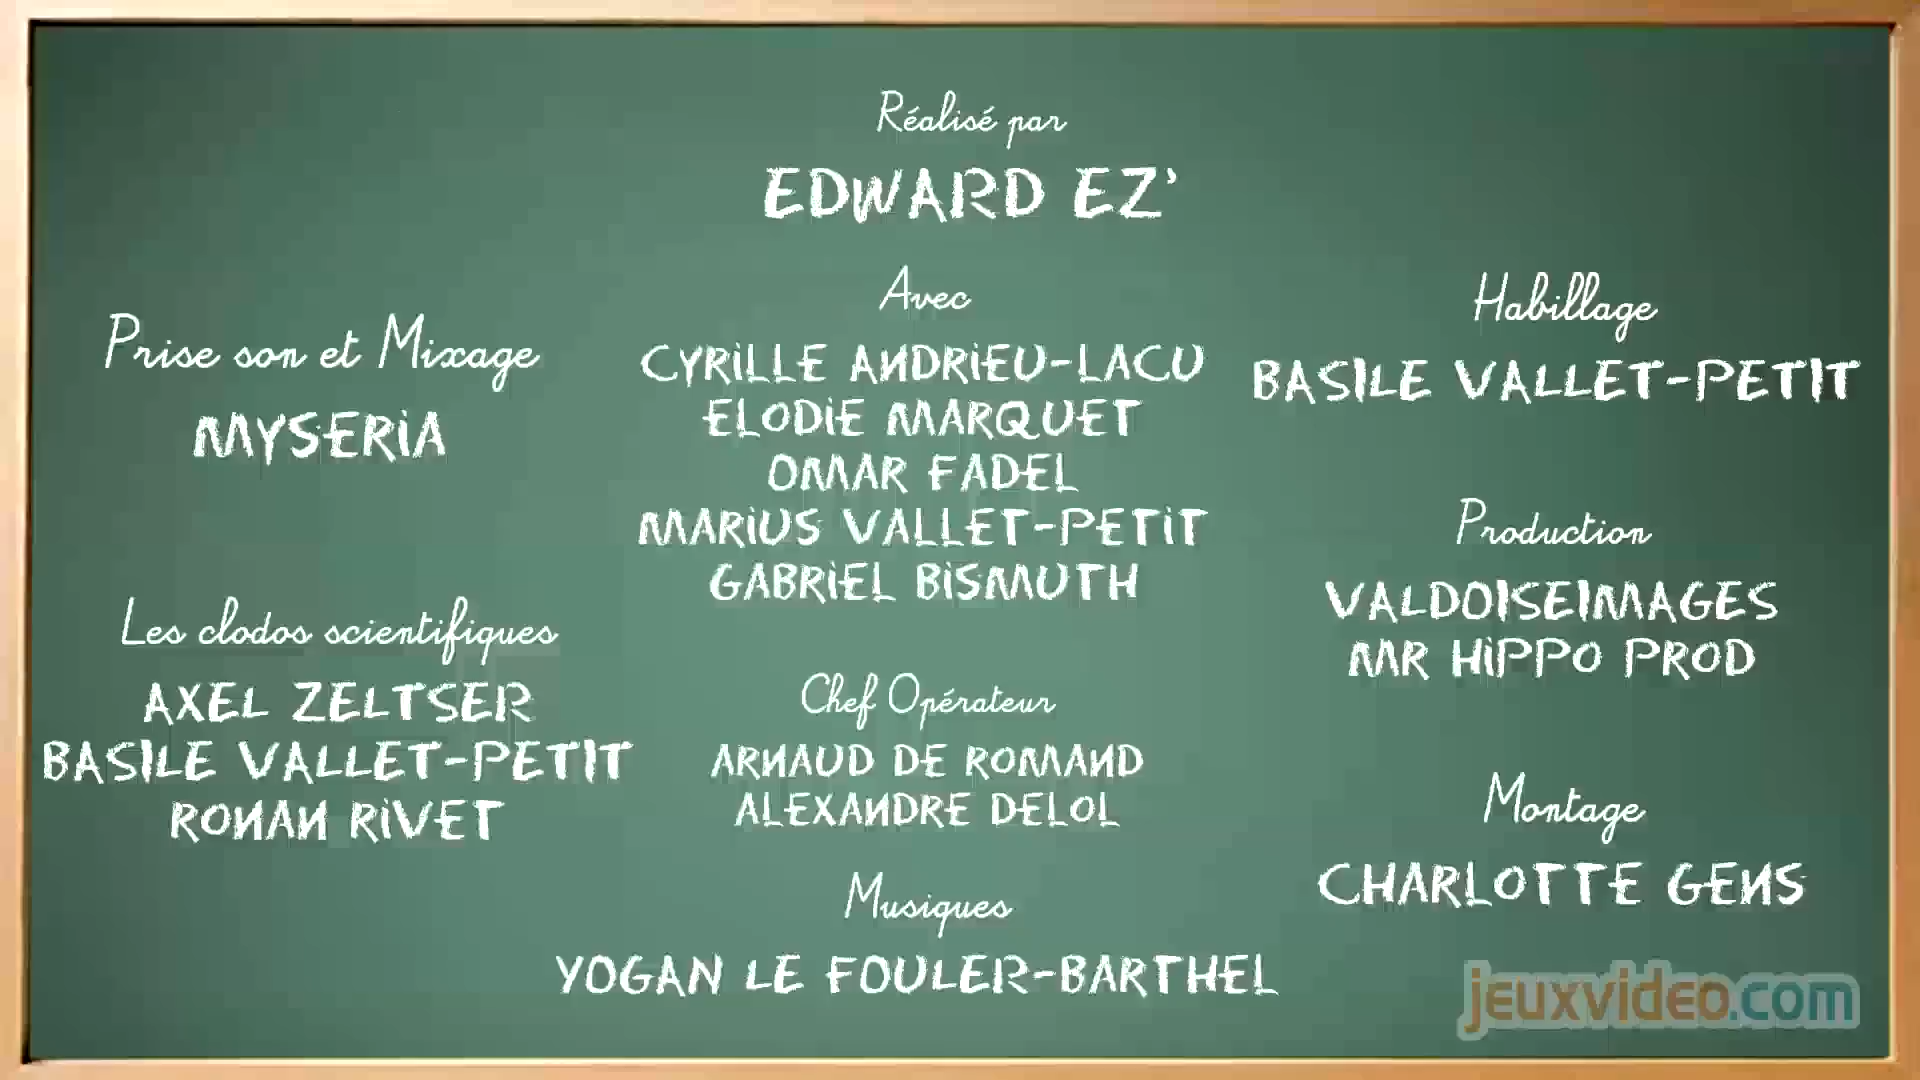 Réalisé par
EDWARD EZ'
Prise son et Mixage
MYSERIA
Les clodos scientifiques
AXEL ZELTSER
BASILE VALLET-PETIT
RONAN RIVET
Avec
CYRILLE ANDRIEU-LACU
ELODIE MARQUET
OMAR FADEL
MARIUS VALLET-PETIT
GABRIEL BISMUTH
Chef Opérateur
ARNAUD DE ROMAND
ALEXANDRE DELOL
Musiques
YOGAN LE FOULER-BARTHEL
Habillage
BASILE VALLET-PETIT
Production
VALDOISEIMAGES
MR HIPPO PROD
Montage
CHARLOTTE GENS
jeuxvideo.com